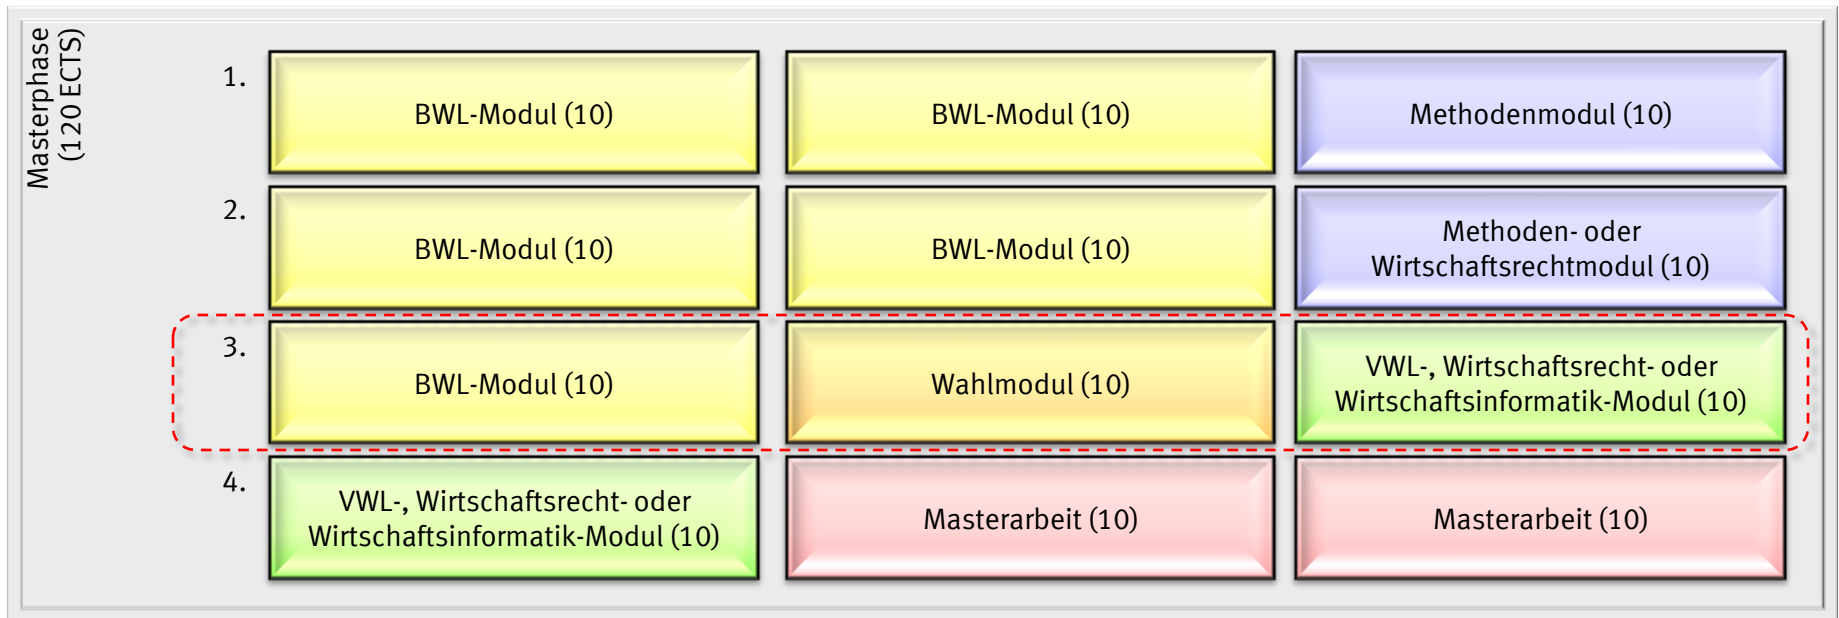 Masterphase
(120 ECTS)
1.
BWL-Modul (10)
BWL-Modul (10)
Methodenmodul (10)
2.
BWL-Modul (10)
BWL-Modul (10)
Methoden- oder
Wirtschaftsrechtmodul (10)
3.
BWL-Modul (10)
Wahlmodul (10)
VWL-, Wirtschaftsrecht- oder
Wirtschaftsinformatik-Modul (10)
4.
VWL-, Wirtschaftsrecht- oder
Wirtschaftsinformatik-Modul (10)
Masterarbeit (10)
Masterarbeit (10)